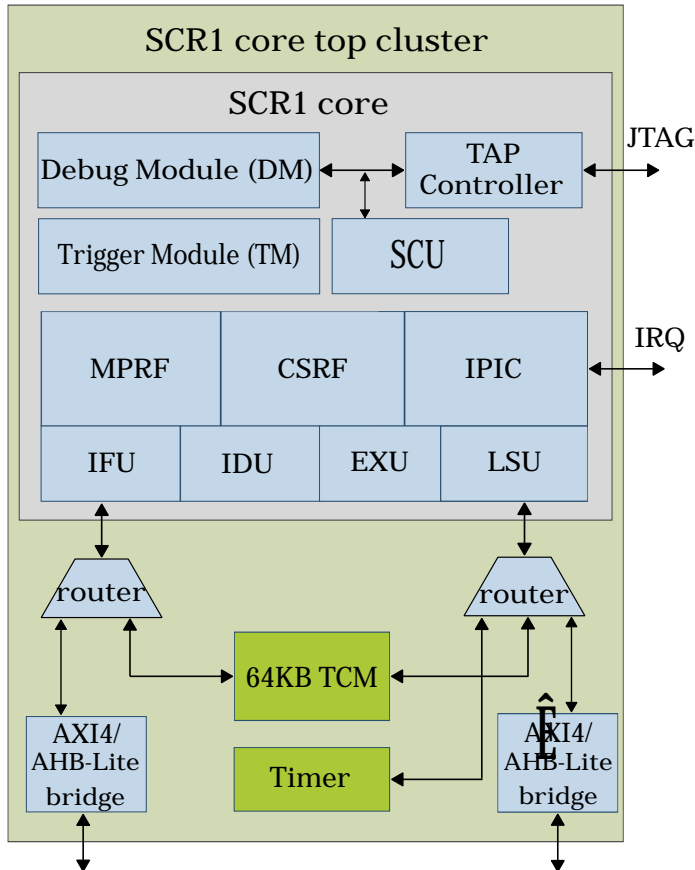 SCR1 core top cluster
SCR1 core
Debug Module (DM)
TAP
Controller
JTAG
Trigger Module (TM)
SCU
MPRF
CSRF
IPIC
IRQ
IFU
IDU
EXU
LSU
router
router
64KB TCM
AXI4/
AHB-Lite
bridge
Timer
AXI4/
AHB-Lite
bridge
Ê